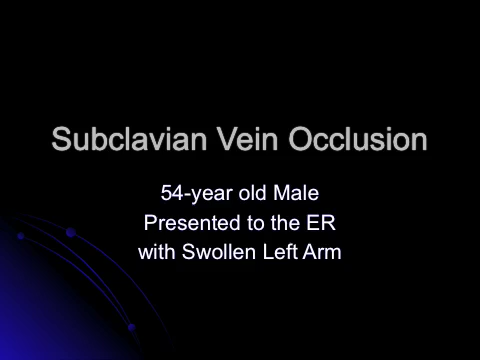 Subclavian Vein Occlusion
54-year old Male
Presented to the ER
with Swollen Left Arm